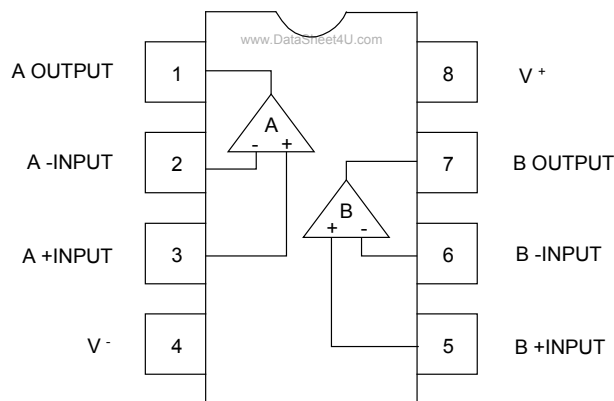 www.DataSheet4U.com
A OUTPUT 1 8 V +
A
- +
A -INPUT 2 7 B OUTPUT
B
+ -
A +INPUT 3 6 B -INPUT
V - 4 5 B +INPUT